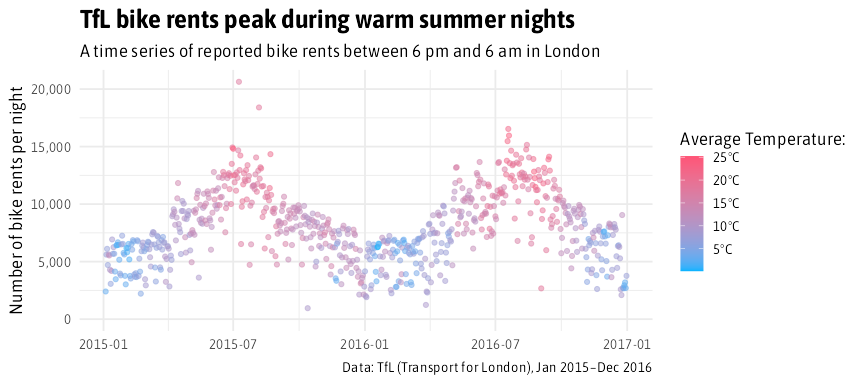 TfL bike rents peak during warm summer nights
A time series of reported bike rents between 6 pm and 6 am in London
Number of bike rents per night
20,000
15,000
10,000
5,000
0
2015-01
2015-07
2016-01
2016-07
2017-01
Average Temperature:
25°C
20°C
15°C
10°C
5°C
Data: TfL (Transport for London), Jan 2015–Dec 2016